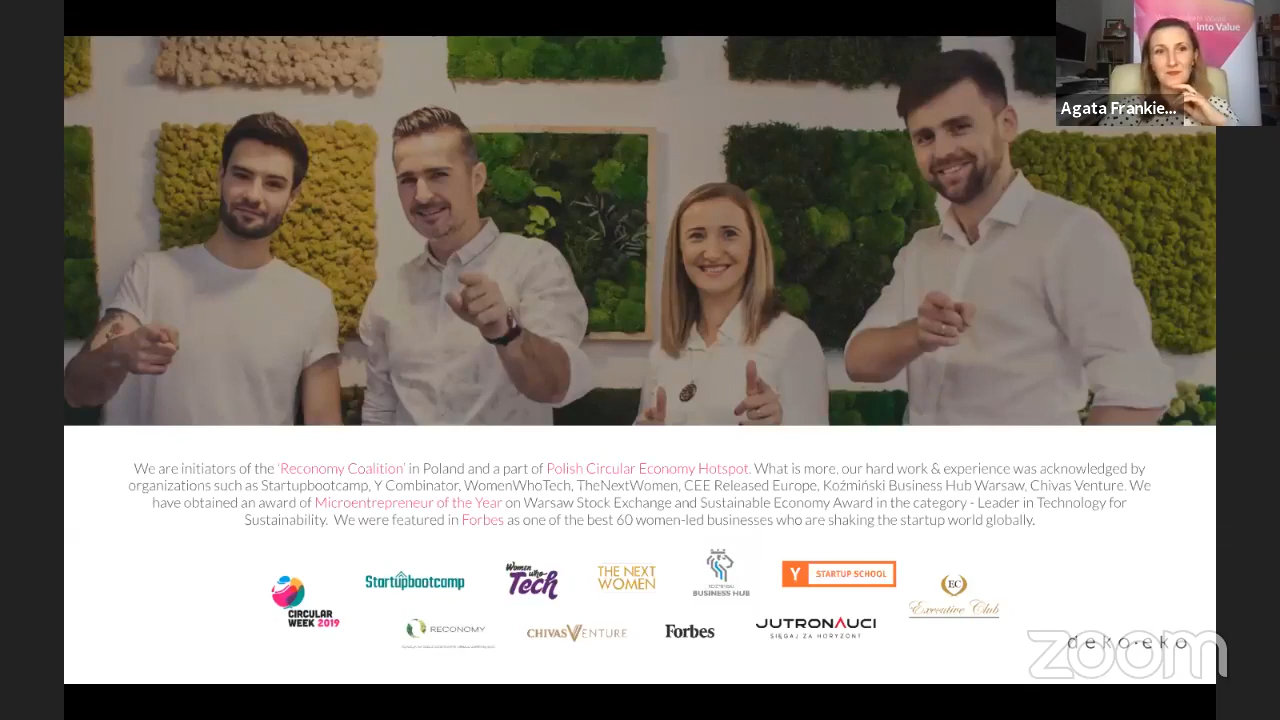 into Value
Agata Frankie...
We are initiators of the ‘Reconomy Coalition’ in Poland and a part of Polish Circular Economy Hotspot. What is more, our hard work & experience was acknowledged by
organizations such as Startupbootcamp, Y Combinator, WomenWhoTech, TheNextWomen, CEE Released Europe, Koźmiński Business Hub Warsaw, Chivas Venture. We
have obtained an award of Microentrepreneur of the Year on Warsaw Stock Exchange and Sustainable Economy Award in the category - Leader in Technology for
Sustainability. We were featured in Forbes as one of the best 60 women-led businesses who are shaking the startup world globally.
CIRCULAR
WEEK 2019
Startupbootcamp
Women
who
Tech
THE NEXT
WOMEN
BUSINESS HUB
Y STARTUP SCHOOL
EC
Executive Club
RECONOMY
CHIVAS VENTURE
Forbes
JUTRONAUCI
SIĘGAJ ZA HORYZONT
deko·eko
zoom